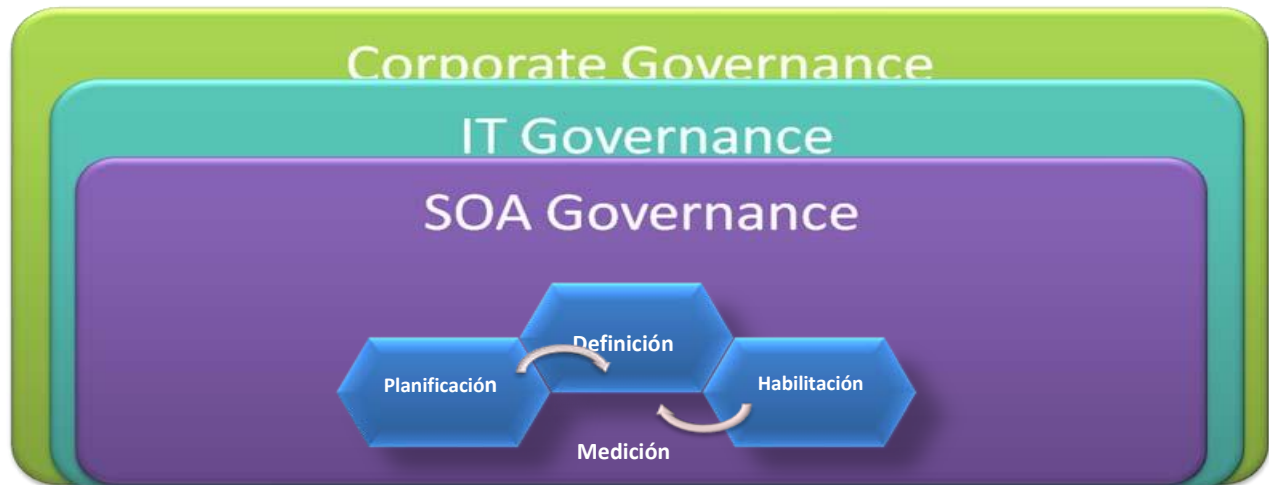 Corporate Governance
IT Governance
SOA Governance
Definición
Planificación
Habilitación
Medición